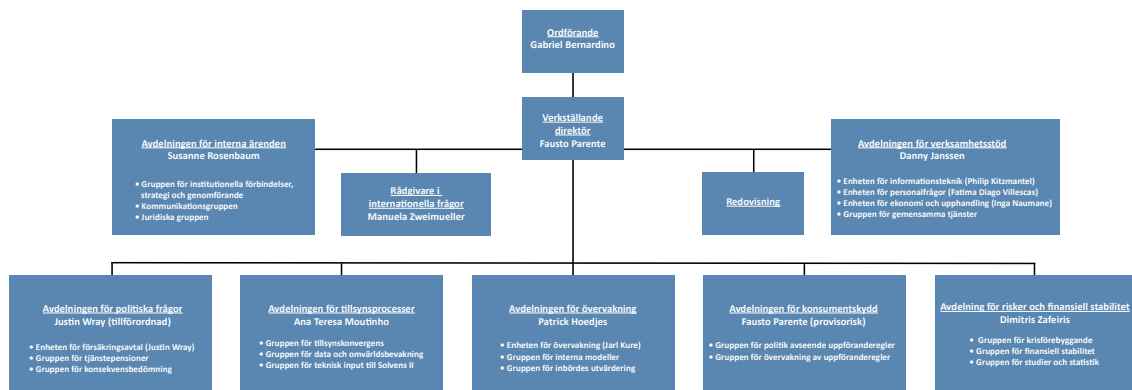 Ordförande
Gabriel Bernardino
Verkställande
direktör
Fausto Parente
Avdelningen för interna ärenden
Susanne Rosenbaum
• Gruppen för institutionella förbindelser,
strategi och genomförande
• Kommunikationsgruppen
• Juridiska gruppen
Rådgivare i
internationella frågor
Manuela Zweimueller
Redovisning
Avdelningen för verksamhetsstöd
Danny Janssen
• Enheten för informationsteknik (Philip Kitzmantel)
• Enheten för personalfrågor (Fatima Diago Villescas)
• Enheten för ekonomi och upphandling (Inga Naumane)
• Gruppen för gemensamma tjänster
Avdelningen för politiska frågor
Justin Wray (tillförordnad)
• Enheten för försäkringsavtal (Justin Wray)
• Gruppen för tjänstepensioner
• Gruppen för konsekvensbedömning
Avdelningen för tillsynsprocesser
Ana Teresa Moutinho
• Gruppen för tillsynskonvergens
• Gruppen för data och omvärldsbevakning
• Gruppen för teknisk input till Solvens II
Avdelningen för övervakning
Patrick Hoedjes
• Enheten för övervakning (Jarl Kure)
• Gruppen för interna modeller
• Gruppen för inbördes utvärdering
Avdelningen för konsumentskydd
Fausto Parente (provisorisk)
• Gruppen för politik avseende uppföranderegler
• Gruppen för övervakning av uppföranderegler
Avdelning för risker och finansiell stabilitet
Dimitris Zafeiris
• Gruppen för krisförebyggande
• Gruppen för finansiell stabilitet
• Gruppen för studier och statistik